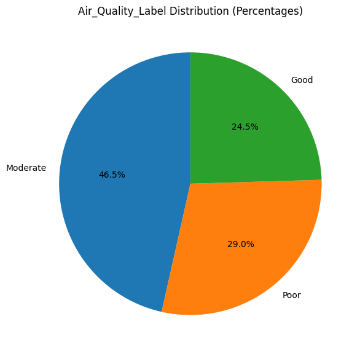 Air_Quality_Label Distribution (Percentages)
Good
24.5%
Moderate
46.5%
29.0%
Poor